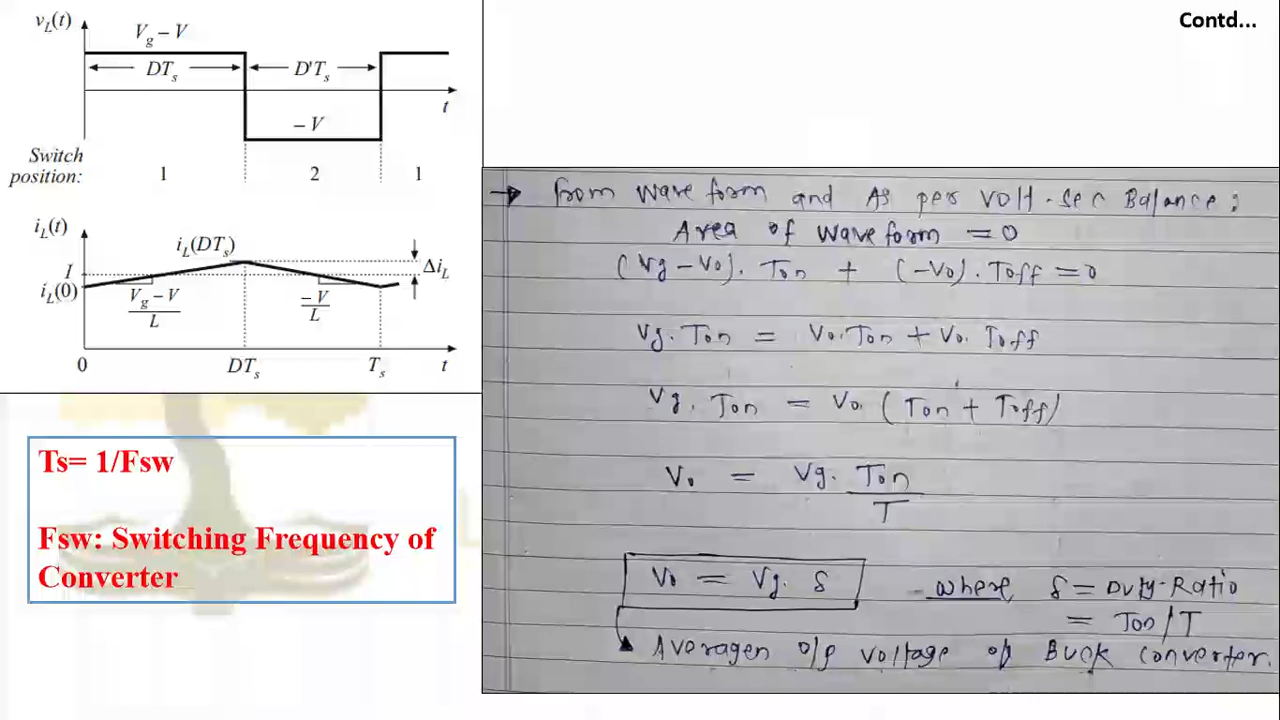 Contd...
v_L(t)
V_g – V
DT_s
D'T_s
t
– V
Switch
position:
1
2
1
i_L(t)
i_L(DT_s)
I
Δi_L
i_L(0)
V_g – V
L
– V
L
0
DT_s
T_s
t
Ts= 1/Fsw
Fsw: Switching Frequency of
Converter
→ from wave form and As per volt-sec Balance:
Area of waveform = 0
(Vg – Vo). Ton + (–Vo). Toff = 0
Vg. Ton = Vo. Ton + Vo. Toff
Vg. Ton = Vo (Ton + Toff)
Vo = Vg. Ton
T
Vo = Vg. δ where δ = Duty-Ratio
= Ton/T
Averagen o/p voltage of Buck converter.